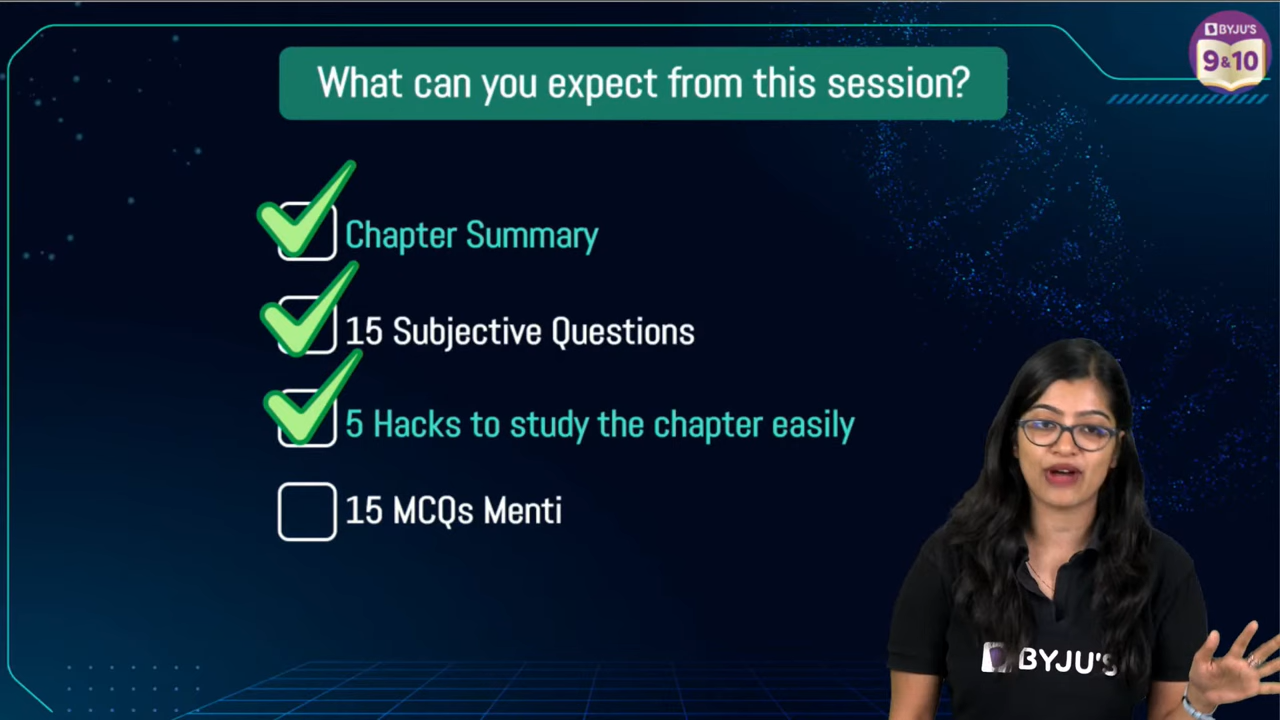 What can you expect from this session?
BYJU'S
9&10
Chapter Summary
15 Subjective Questions
5 Hacks to study the chapter easily
15 MCQs Menti
BYJU'S